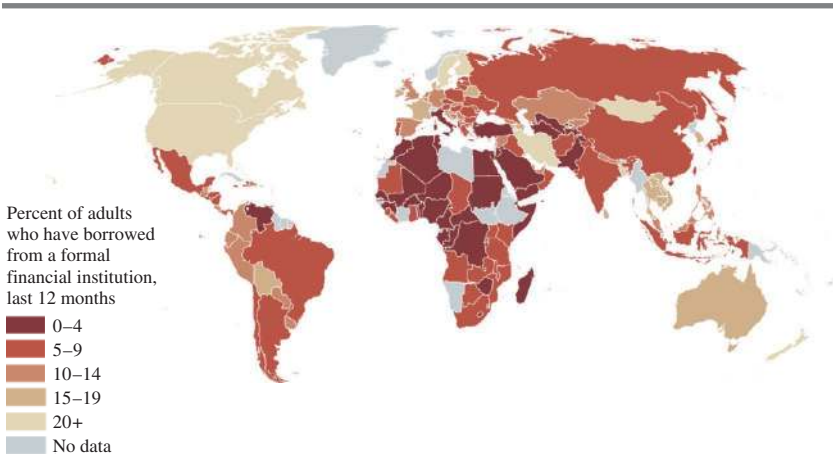 Percent of adults
who have borrowed
from a formal
financial institution,
last 12 months
0–4
5–9
10–14
15–19
20+
No data